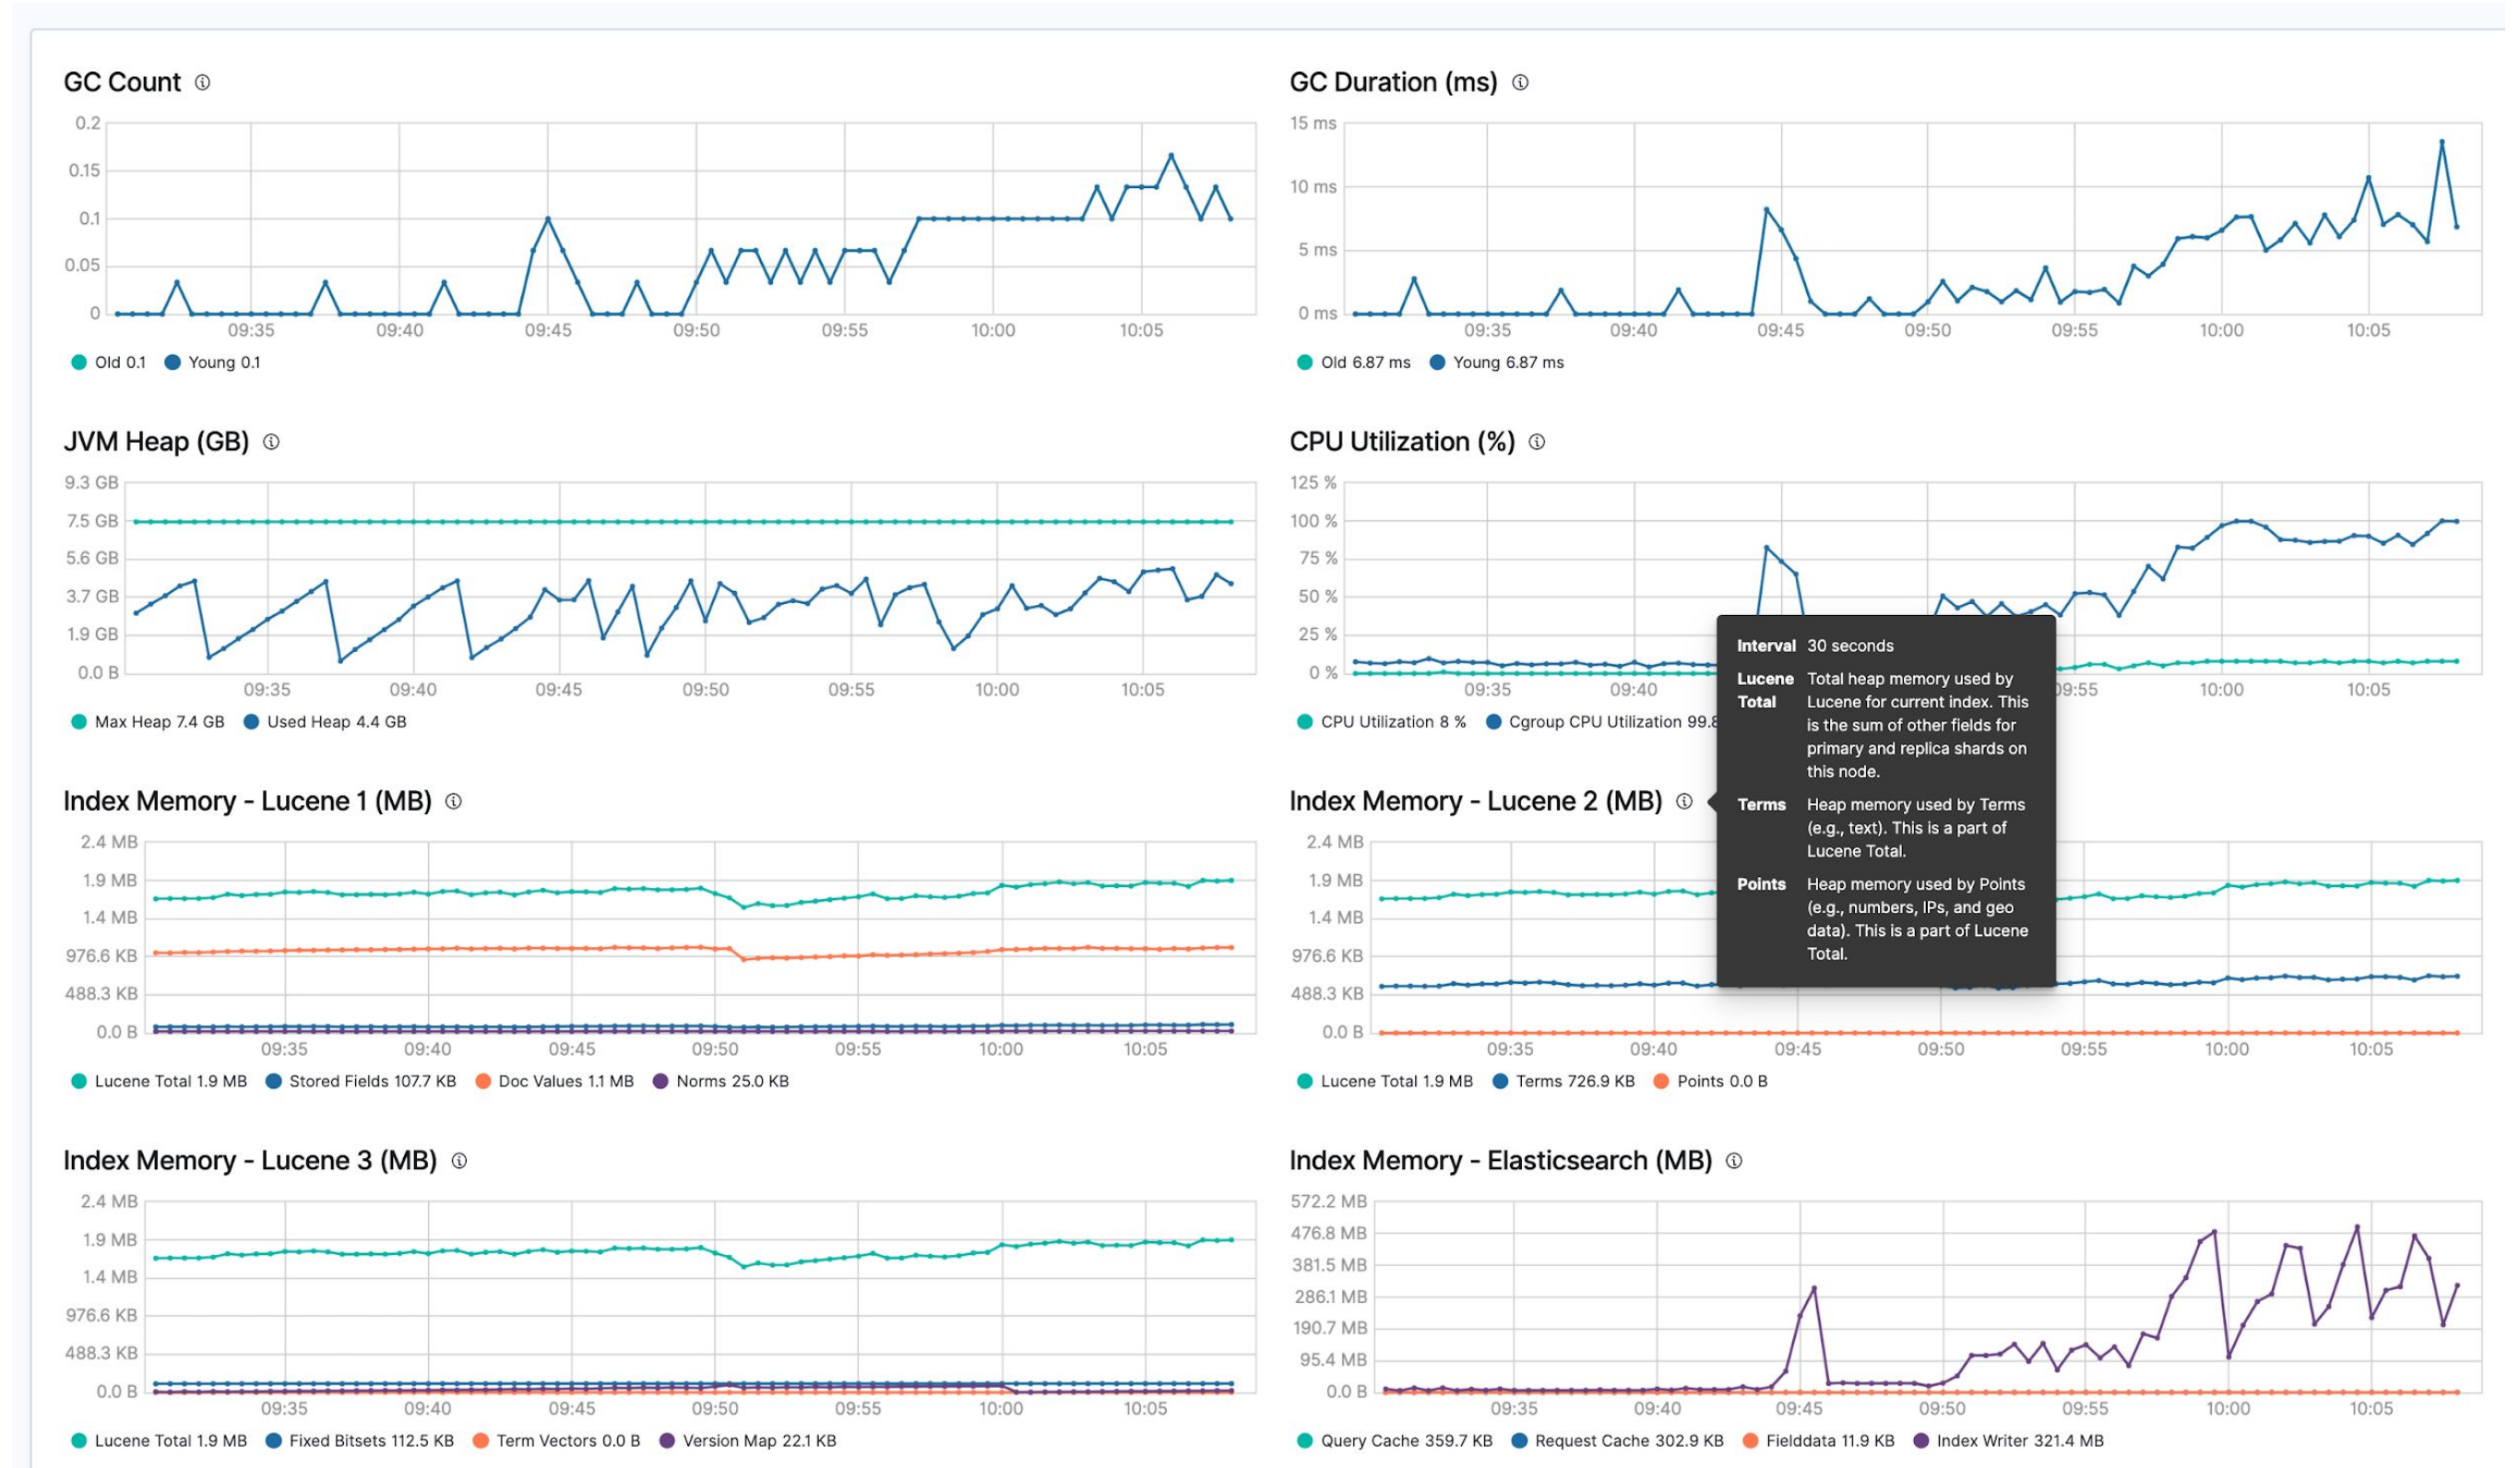 GC Count
0.2
0.15
0.1
0.05
0
09:35 09:40 09:45 09:50 09:55 10:00 10:05
Old 0.1 Young 0.1
GC Duration (ms)
15 ms
10 ms
5 ms
0 ms
09:35 09:40 09:45 09:50 09:55 10:00 10:05
Old 6.87 ms Young 6.87 ms
JVM Heap (GB)
9.3 GB
7.5 GB
5.6 GB
3.7 GB
1.9 GB
0.0 B
09:35 09:40 09:45 09:50 09:55 10:00 10:05
Max Heap 7.4 GB Used Heap 4.4 GB
CPU Utilization (%)
125 %
100 %
75 %
50 %
25 %
0 %
09:35 09:40 09:55 10:00 10:05
CPU Utilization 8 % Cgroup CPU Utilization 99.8
Interval 30 seconds
Lucene Total heap memory used by
Total Lucene for current index. This
is the sum of other fields for
primary and replica shards on
this node.
Terms Heap memory used by Terms
(e.g., text). This is a part of
Lucene Total.
Points Heap memory used by Points
(e.g., numbers, IPs, and geo
data). This is a part of Lucene
Total.
Index Memory - Lucene 1 (MB)
2.4 MB
1.9 MB
1.4 MB
976.6 KB
488.3 KB
0.0 B
09:35 09:40 09:45 09:50 09:55 10:00 10:05
Lucene Total 1.9 MB Stored Fields 107.7 KB Doc Values 1.1 MB Norms 25.0 KB
Index Memory - Lucene 2 (MB)
2.4 MB
1.9 MB
1.4 MB
976.6 KB
488.3 KB
0.0 B
09:35 09:40 09:45 09:50 09:55 10:00 10:05
Lucene Total 1.9 MB Terms 726.9 KB Points 0.0 B
Index Memory - Lucene 3 (MB)
2.4 MB
1.9 MB
1.4 MB
976.6 KB
488.3 KB
0.0 B
09:35 09:40 09:45 09:50 09:55 10:00 10:05
Lucene Total 1.9 MB Fixed Bitsets 112.5 KB Term Vectors 0.0 B Version Map 22.1 KB
Index Memory - Elasticsearch (MB)
572.2 MB
476.8 MB
381.5 MB
286.1 MB
190.7 MB
95.4 MB
0.0 B
09:35 09:40 09:45 09:50 09:55 10:00 10:05
Query Cache 359.7 KB Request Cache 302.9 KB Fielddata 11.9 KB Index Writer 321.4 MB